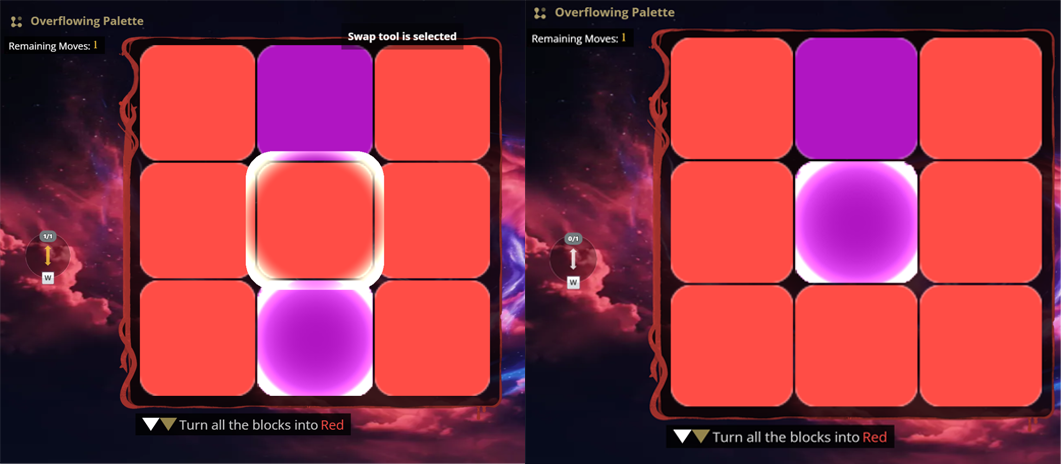 Overflowing Palette
Swap tool is selected
Remaining Moves: 1
1/1
W
Turn all the blocks into Red
Overflowing Palette
Remaining Moves: 1
0/1
W
Turn all the blocks into Red